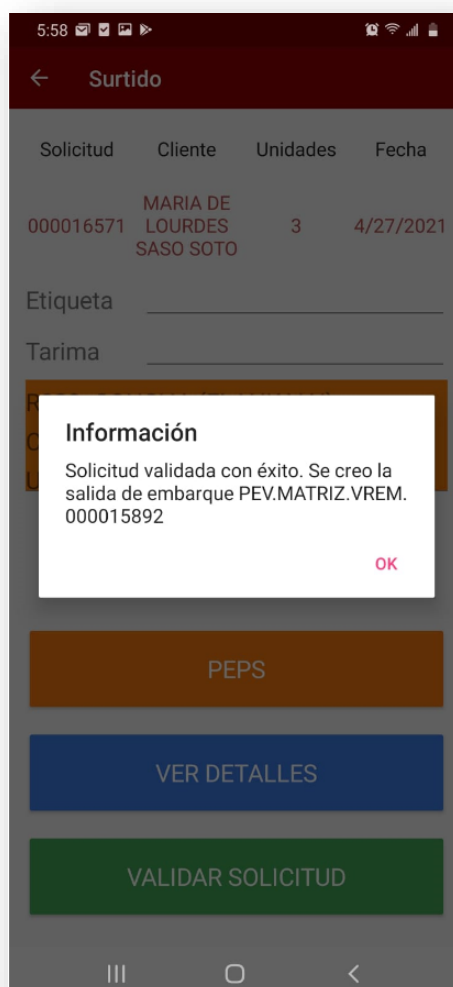 5:58
Surtido
Solicitud Cliente Unidades Fecha
000016571 MARIA DE LOURDES SASO SOTO 3 4/27/2021
Etiqueta
Tarima
Información
Solicitud validada con éxito. Se creo la
salida de embarque PEV.MATRIZ.VREM.
000015892
OK
PEPS
VER DETALLES
VALIDAR SOLICITUD